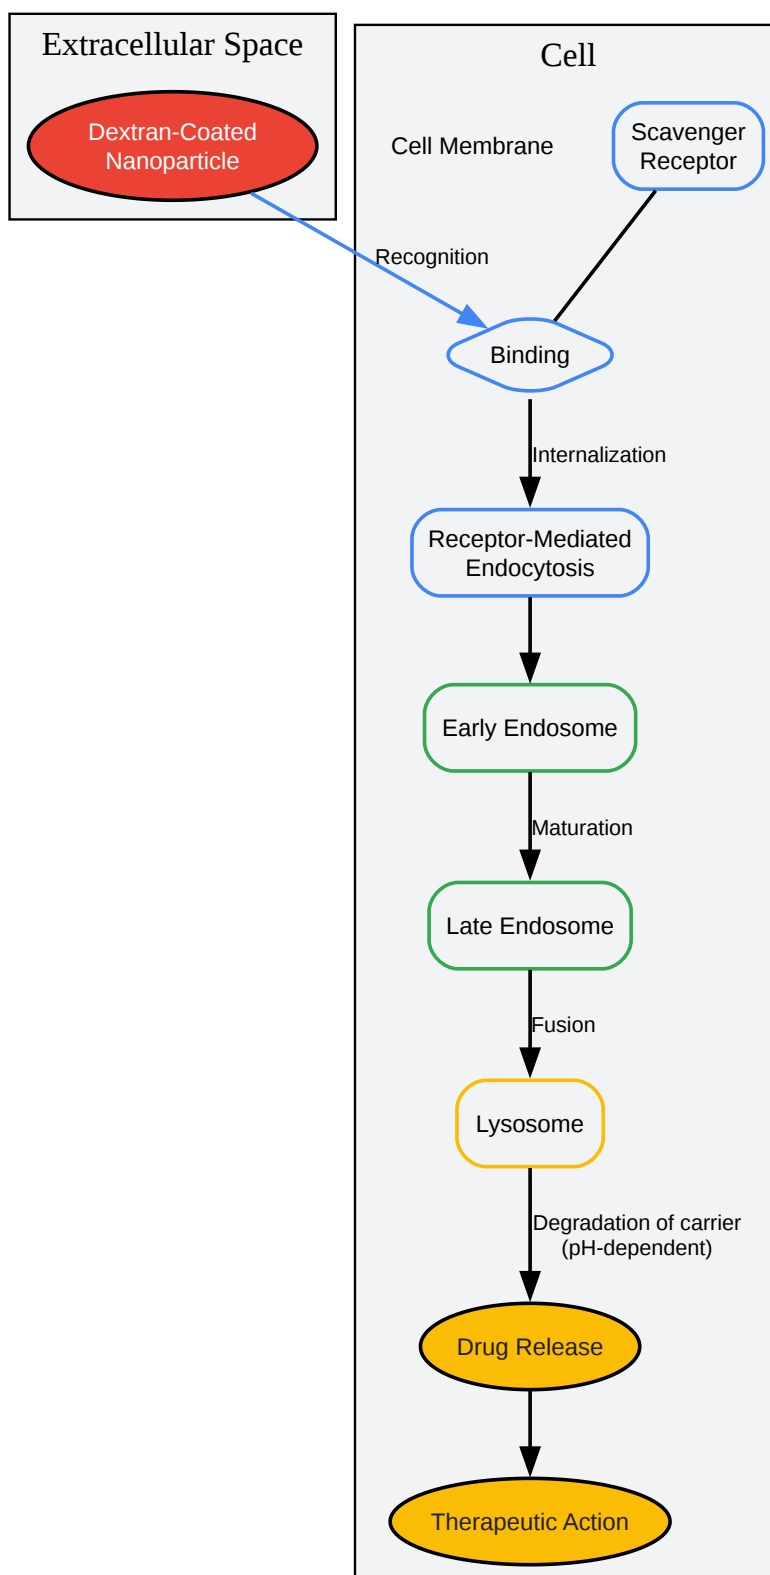 Extracellular Space
Dextran-Coated
Nanoparticle
Cell
Cell Membrane
Scavenger
Receptor
Recognition
Binding
Internalization
Receptor-Mediated
Endocytosis
Early Endosome
Maturation
Late Endosome
Fusion
Lysosome
Degradation of carrier
(pH-dependent)
Drug Release
Therapeutic Action